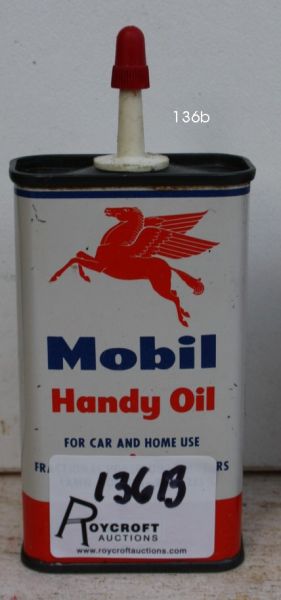 136b
Mobil
Handy Oil
FOR CAR AND HOME USE
136B
ROYCROFT
AUCTIONS
www.roycroftauctions.com